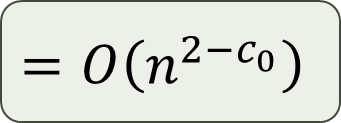 = O(n^{2−c_0})